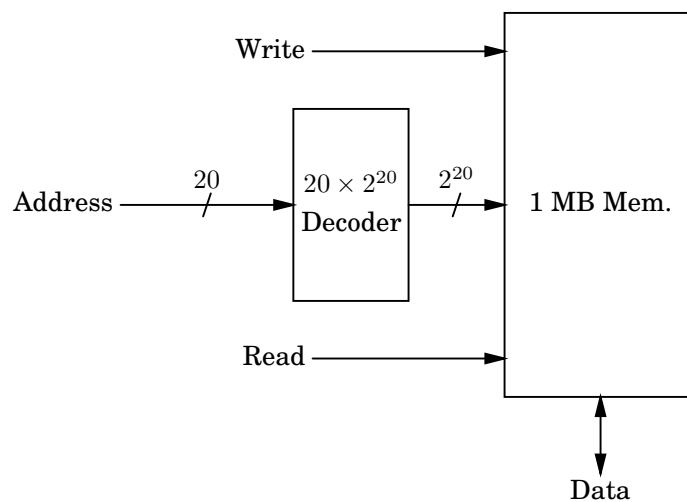 Write
20
20 × 2^20
2^20
Address
Decoder
1 MB Mem.
Read
Data